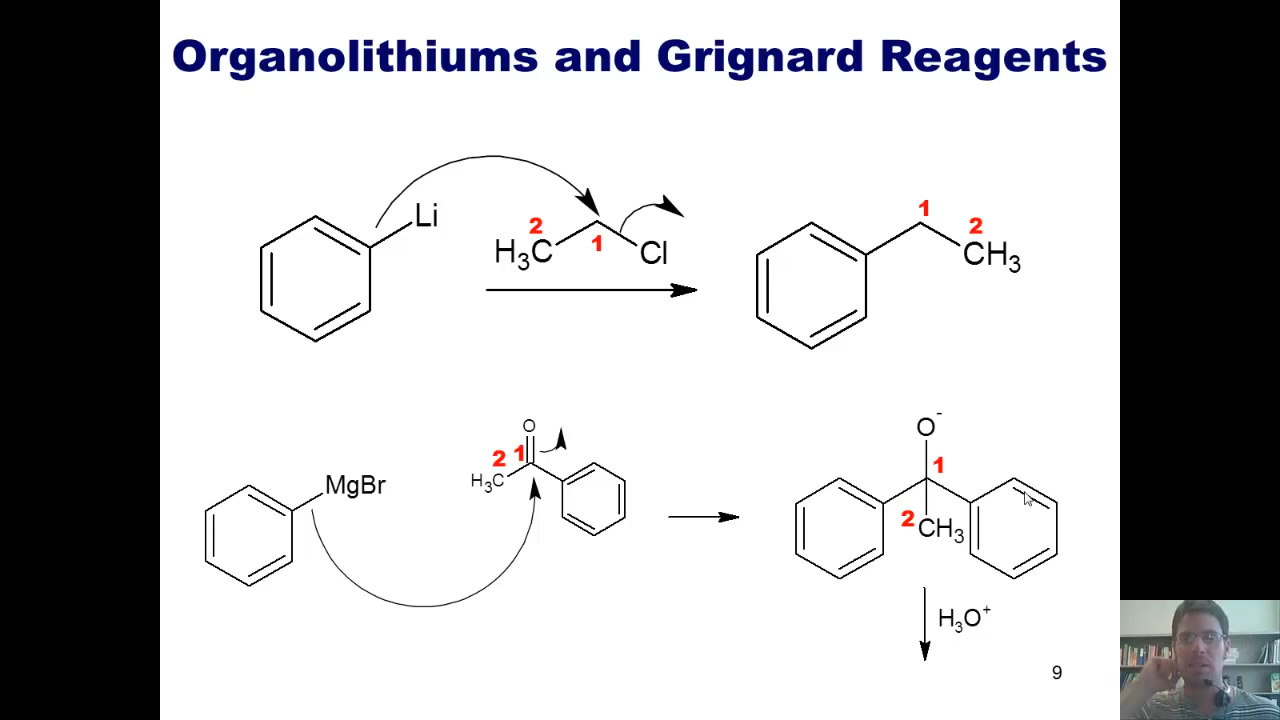 Organolithiums and Grignard Reagents
Li
2
H₃C
1
Cl
1
2
CH₃
MgBr
O
2
1
H₃C
O⁻
1
2
CH₃
H₃O⁺
9